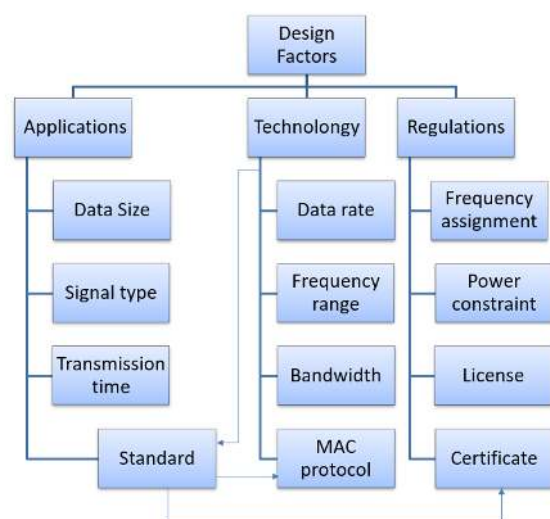 Design
Factors
Applications
Technolongy
Regulations
Data Size
Data rate
Frequency
assignment
Signal type
Frequency
range
Power
constraint
Transmission
time
Bandwidth
License
Standard
MAC
protocol
Certificate